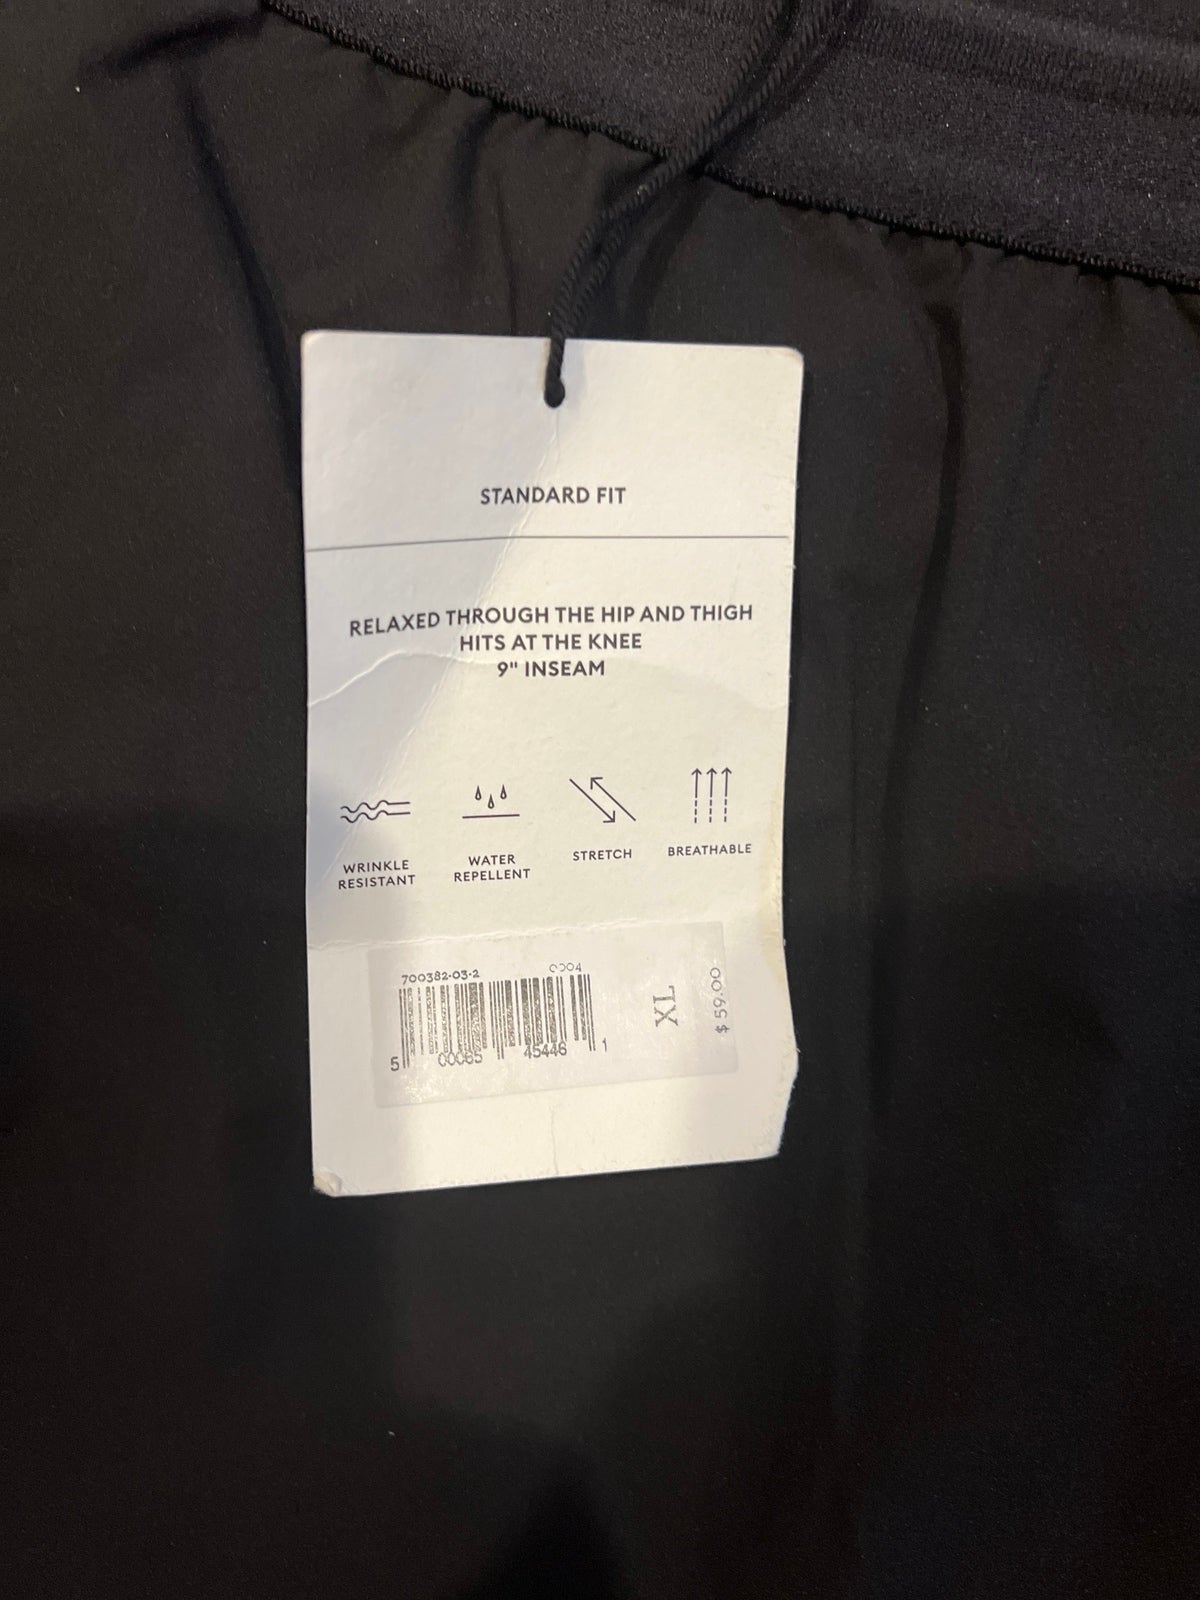 STANDARD FIT
RELAXED THROUGH THE HIP AND THIGH
HITS AT THE KNEE
9" INSEAM
WRINKLE
RESISTANT
WATER
REPELLENT
STRETCH
BREATHABLE
700382-03-2 0004
5 00065 45446 1
XL
$ 59.00